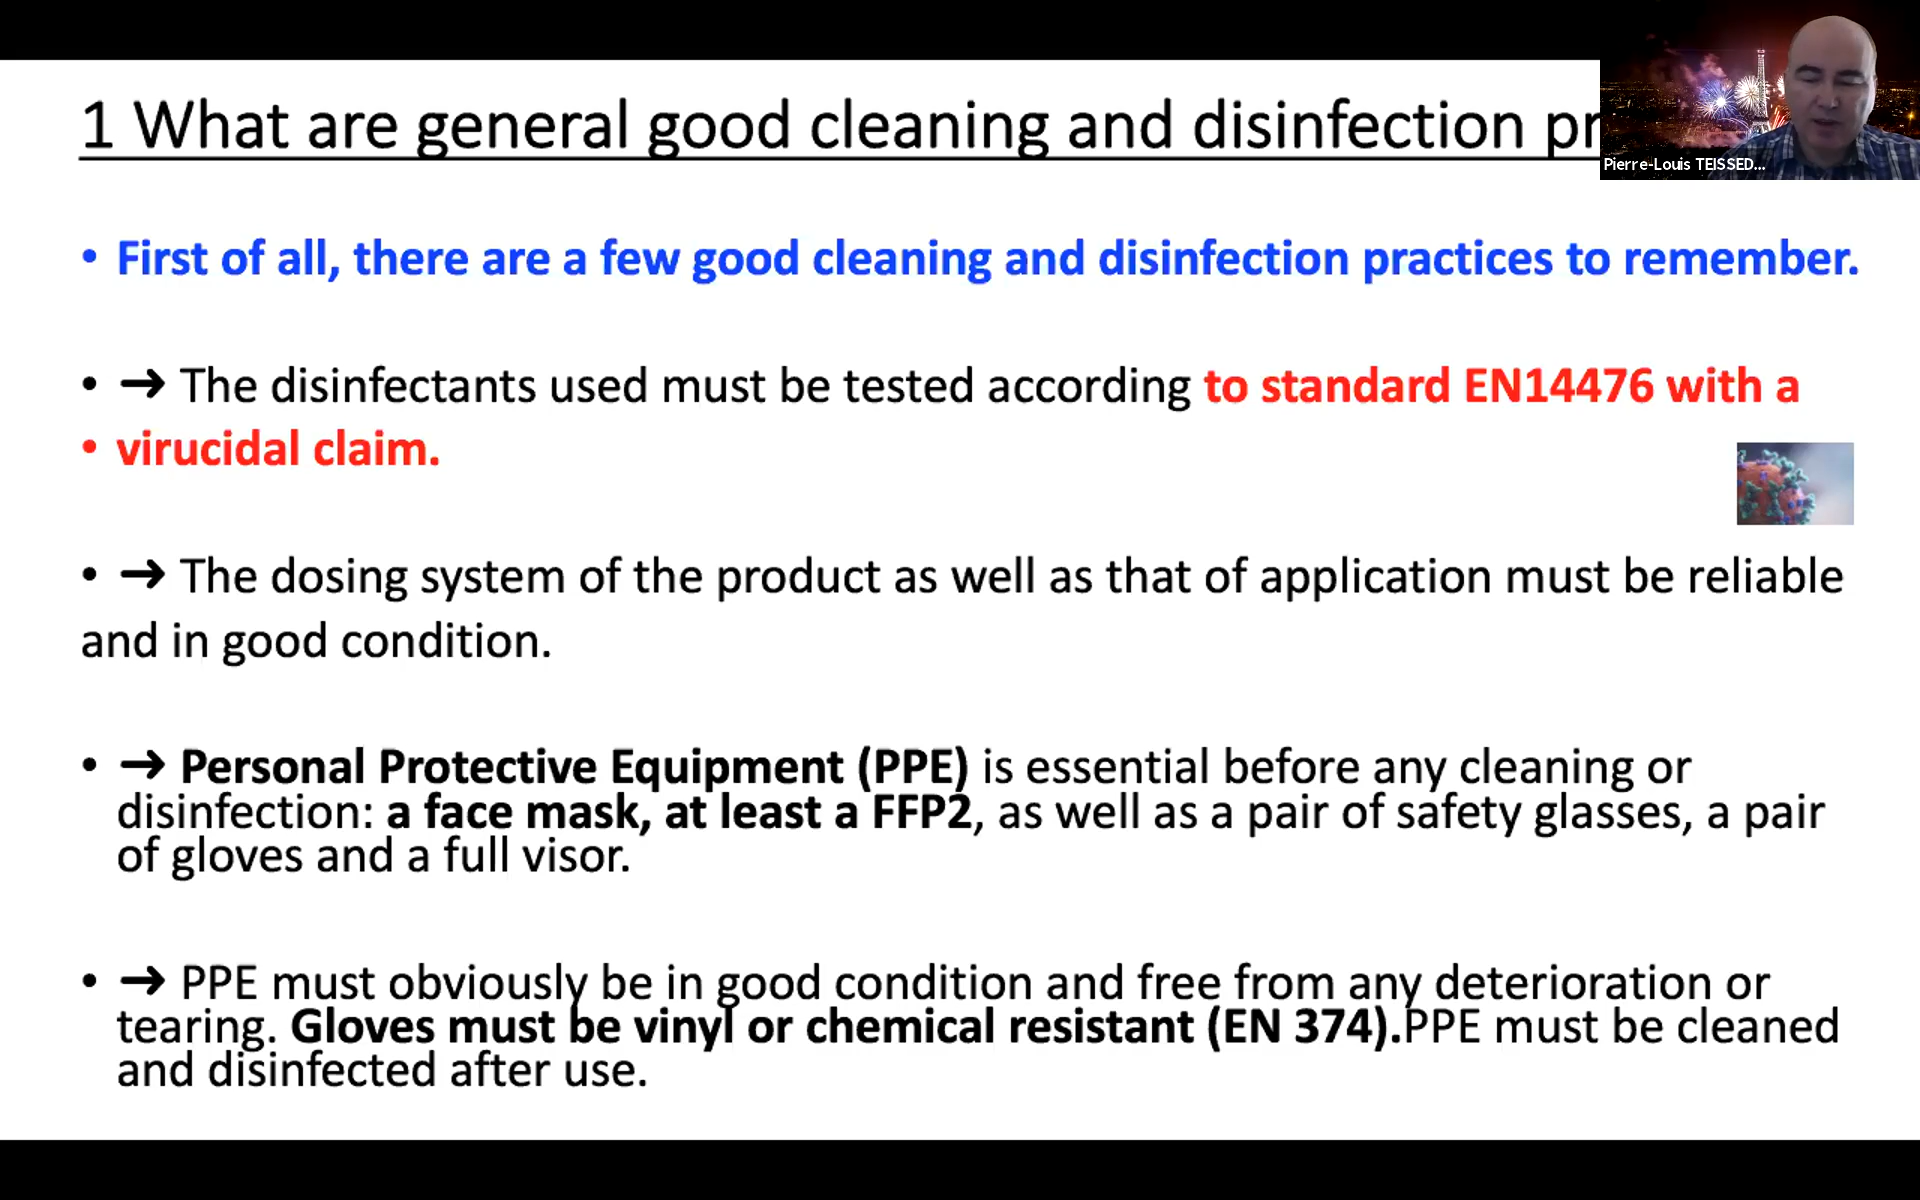 1 What are general good cleaning and disinfection
Pierre-Louis TEISSED...
• First of all, there are a few good cleaning and disinfection practices to remember.
• ➜ The disinfectants used must be tested according to standard EN14476 with a
• virucidal claim.
• ➜ The dosing system of the product as well as that of application must be reliable
and in good condition.
• ➜ Personal Protective Equipment (PPE) is essential before any cleaning or
disinfection: a face mask, at least a FFP2, as well as a pair of safety glasses, a pair
of gloves and a full visor.
• ➜ PPE must obviously be in good condition and free from any deterioration or
tearing. Gloves must be vinyl or chemical resistant (EN 374).PPE must be cleaned
and disinfected after use.